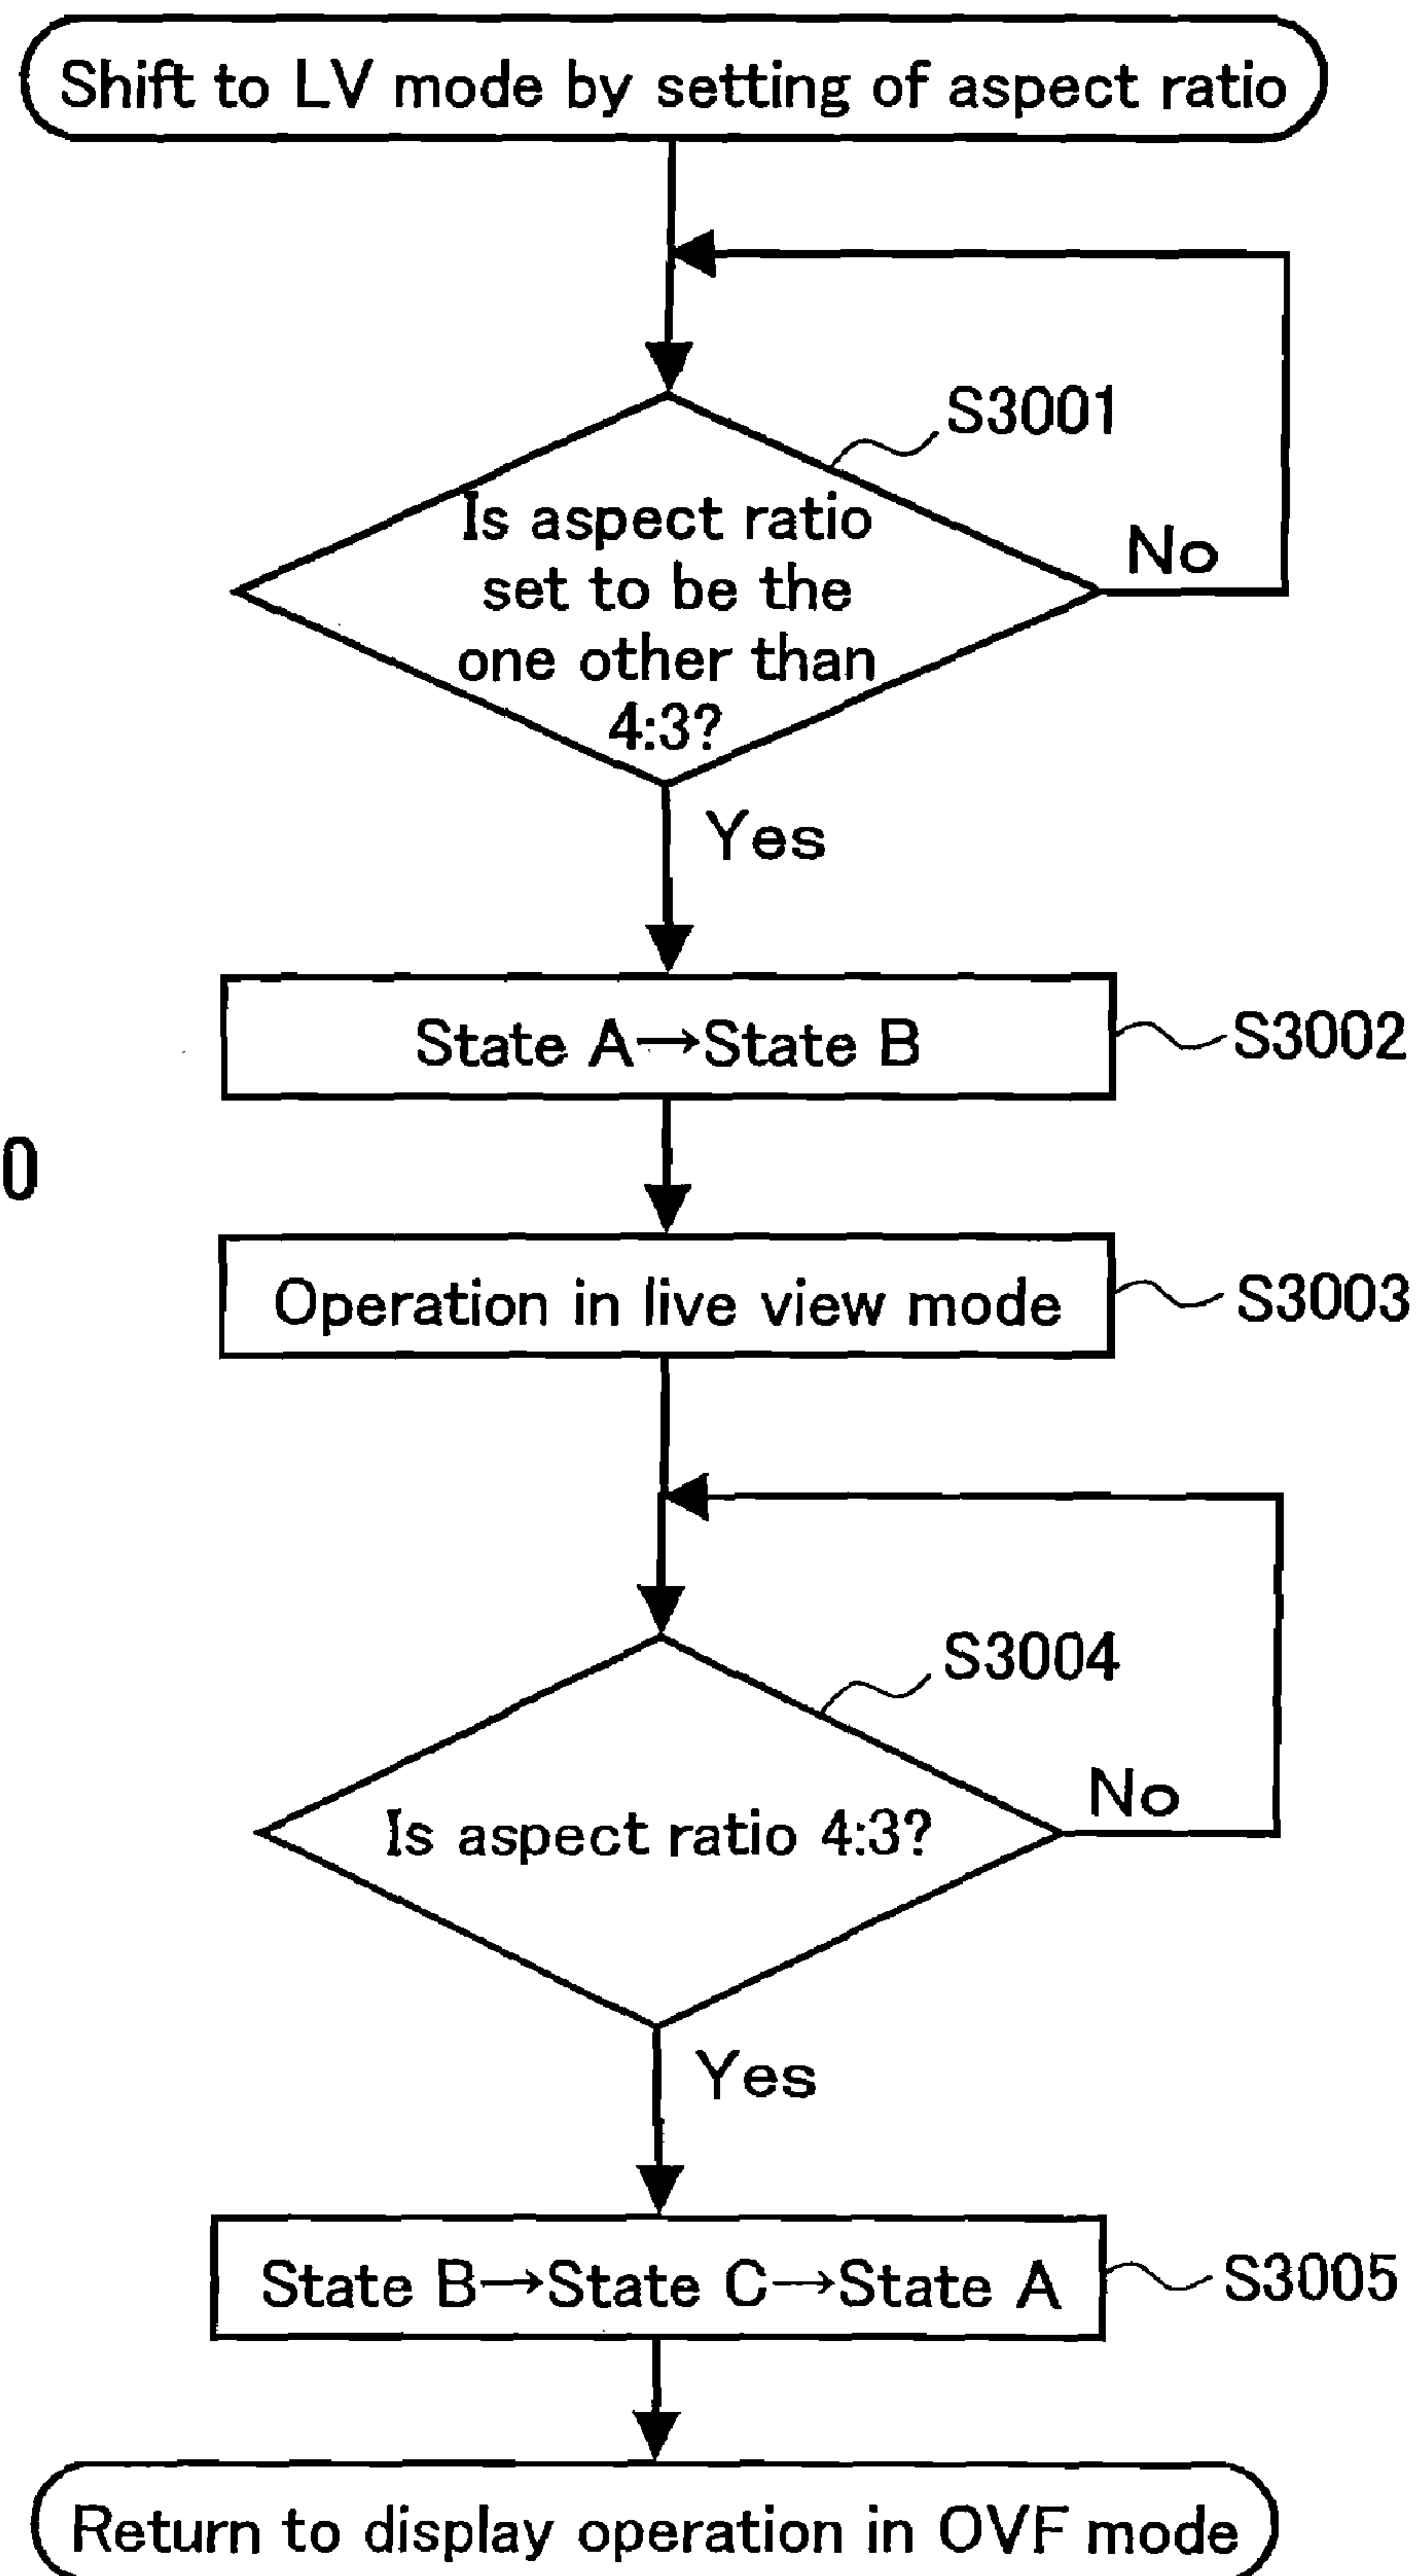 Shift to LV mode by setting of aspect ratio
S3001
Is aspect ratio
set to be the
one other than
4:3?
No
Yes
State A→State B
S3002
0
Operation in live view mode
S3003
S3004
Is aspect ratio 4:3?
No
Yes
State B→State C→State A
S3005
Return to display operation in OVF mode